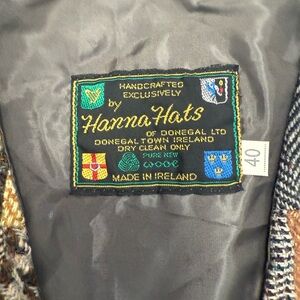 HANDCRAFTED
EXCLUSIVELY
by
Hanna Hats
OF DONEGAL LTD
DONEGAL TOWN IRELAND
DRY CLEAN ONLY
PURE NEW
WOOL
MADE IN IRELAND
40